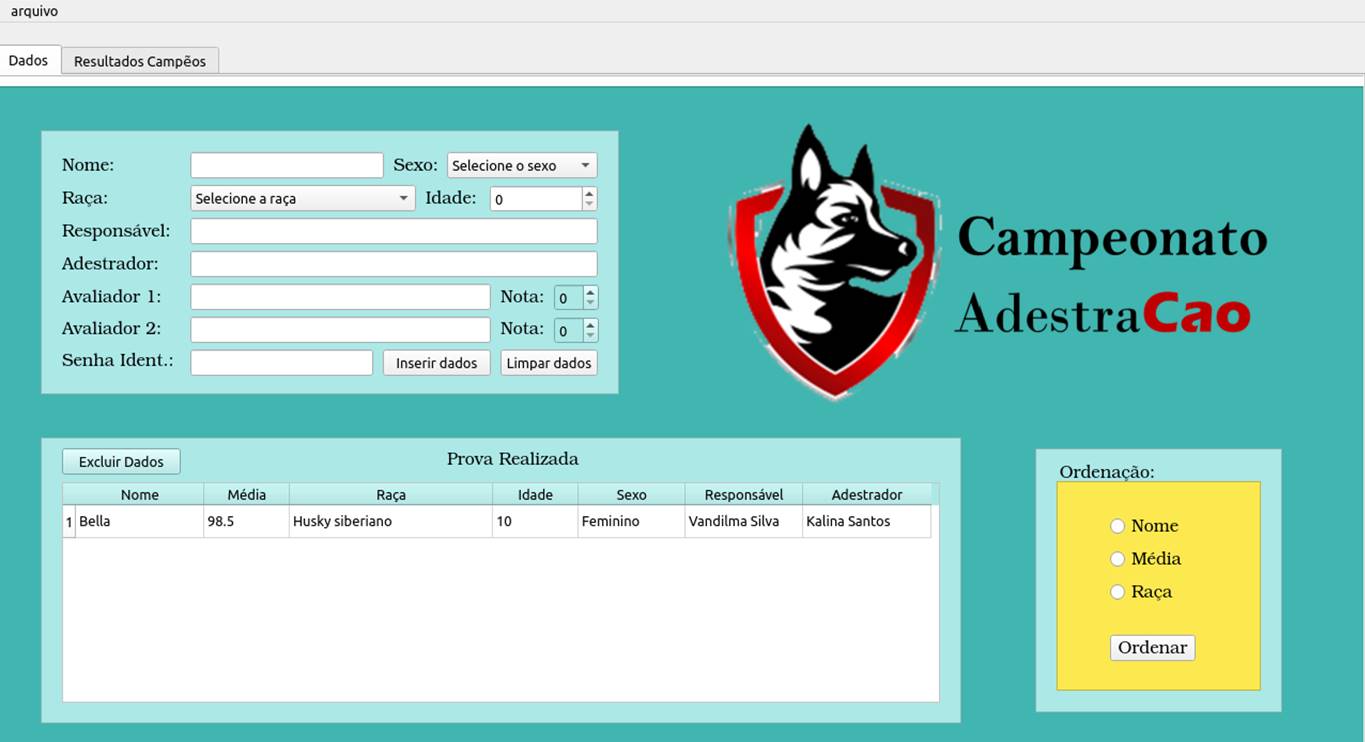 arquivo
Dados Resultados Campẽos
Nome: Sexo: Selecione o sexo
Raça: Selecione a raça Idade: 0
Responsável:
Adestrador:
Avaliador 1: Nota: 0
Avaliador 2: Nota: 0
Senha Ident.: Inserir dados Limpar dados
Campeonato
AdestraCao
Excluir Dados Prova Realizada
Nome Média Raça Idade Sexo Responsável Adestrador
1 Bella 98.5 Husky siberiano 10 Feminino Vandilma Silva Kalina Santos
Ordenação:
Nome
Média
Raça
Ordenar